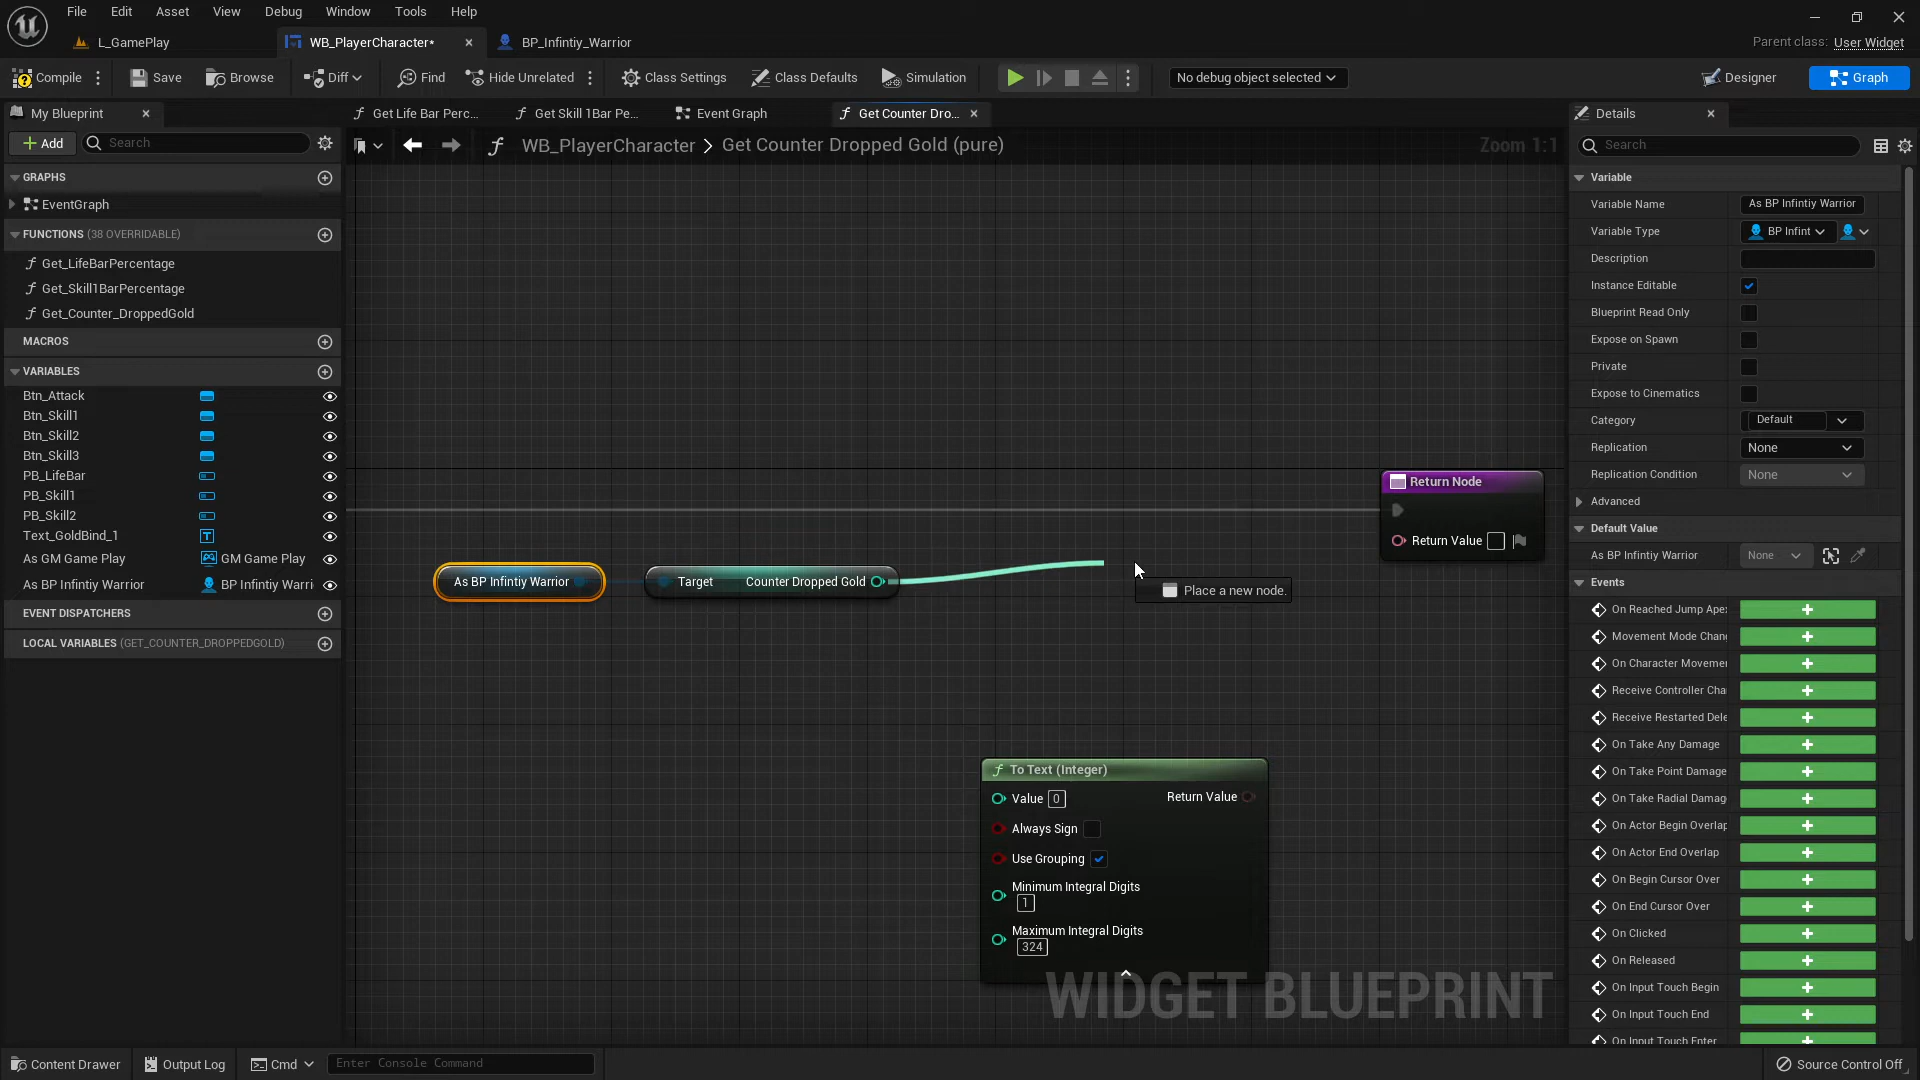 File Edit Asset View Debug Window Tools Help
L_GamePlay WB_PlayerCharacter* BP_Infintiy_Warrior Parent class: User Widget
Compile Save Browse Diff Find Hide Unrelated Class Settings Class Defaults Simulation No debug object selected Designer Graph
My Blueprint Get Life Bar Perc... Get Skill 1Bar Pe... Event Graph Get Counter Dro... Details
Add Search WB_PlayerCharacter > Get Counter Dropped Gold (pure) Zoom 1:1 Search
GRAPHS
EventGraph
FUNCTIONS (38 OVERRIDABLE)
Get_LifeBarPercentage
Get_Skill1BarPercentage
Get_Counter_DroppedGold
MACROS
VARIABLES
Btn_Attack
Btn_Skill1
Btn_Skill2
Btn_Skill3
PB_LifeBar
PB_Skill1
PB_Skill2
Text_GoldBind_1
As GM Game Play GM Game Play
As BP Infintiy Warrior BP Infintiy Warri
EVENT DISPATCHERS
LOCAL VARIABLES (GET_COUNTER_DROPPEDGOLD)
Return Node
Return Value
As BP Infintiy Warrior
Target Counter Dropped Gold
Place a new node.
To Text (Integer)
Value 0 Return Value
Always Sign
Use Grouping
Minimum Integral Digits
1
Maximum Integral Digits
324
WIDGET BLUEPRINT
Variable
Variable Name As BP Infintiy Warrior
Variable Type BP Infint
Description
Instance Editable
Blueprint Read Only
Expose on Spawn
Private
Expose to Cinematics
Category Default
Replication None
Replication Condition None
Advanced
Default Value
As BP Infintiy Warrior None
Events
On Reached Jump Ape
Movement Mode Chan
On Character Movemen
Receive Controller Cha
Receive Restarted Dele
On Take Any Damage
On Take Point Damage
On Take Radial Damag
On Actor Begin Overlap
On Actor End Overlap
On Begin Cursor Over
On End Cursor Over
On Clicked
On Released
On Input Touch Begin
On Input Touch End
On Input Touch Enter
Content Drawer Output Log Cmd Enter Console Command Source Control Off